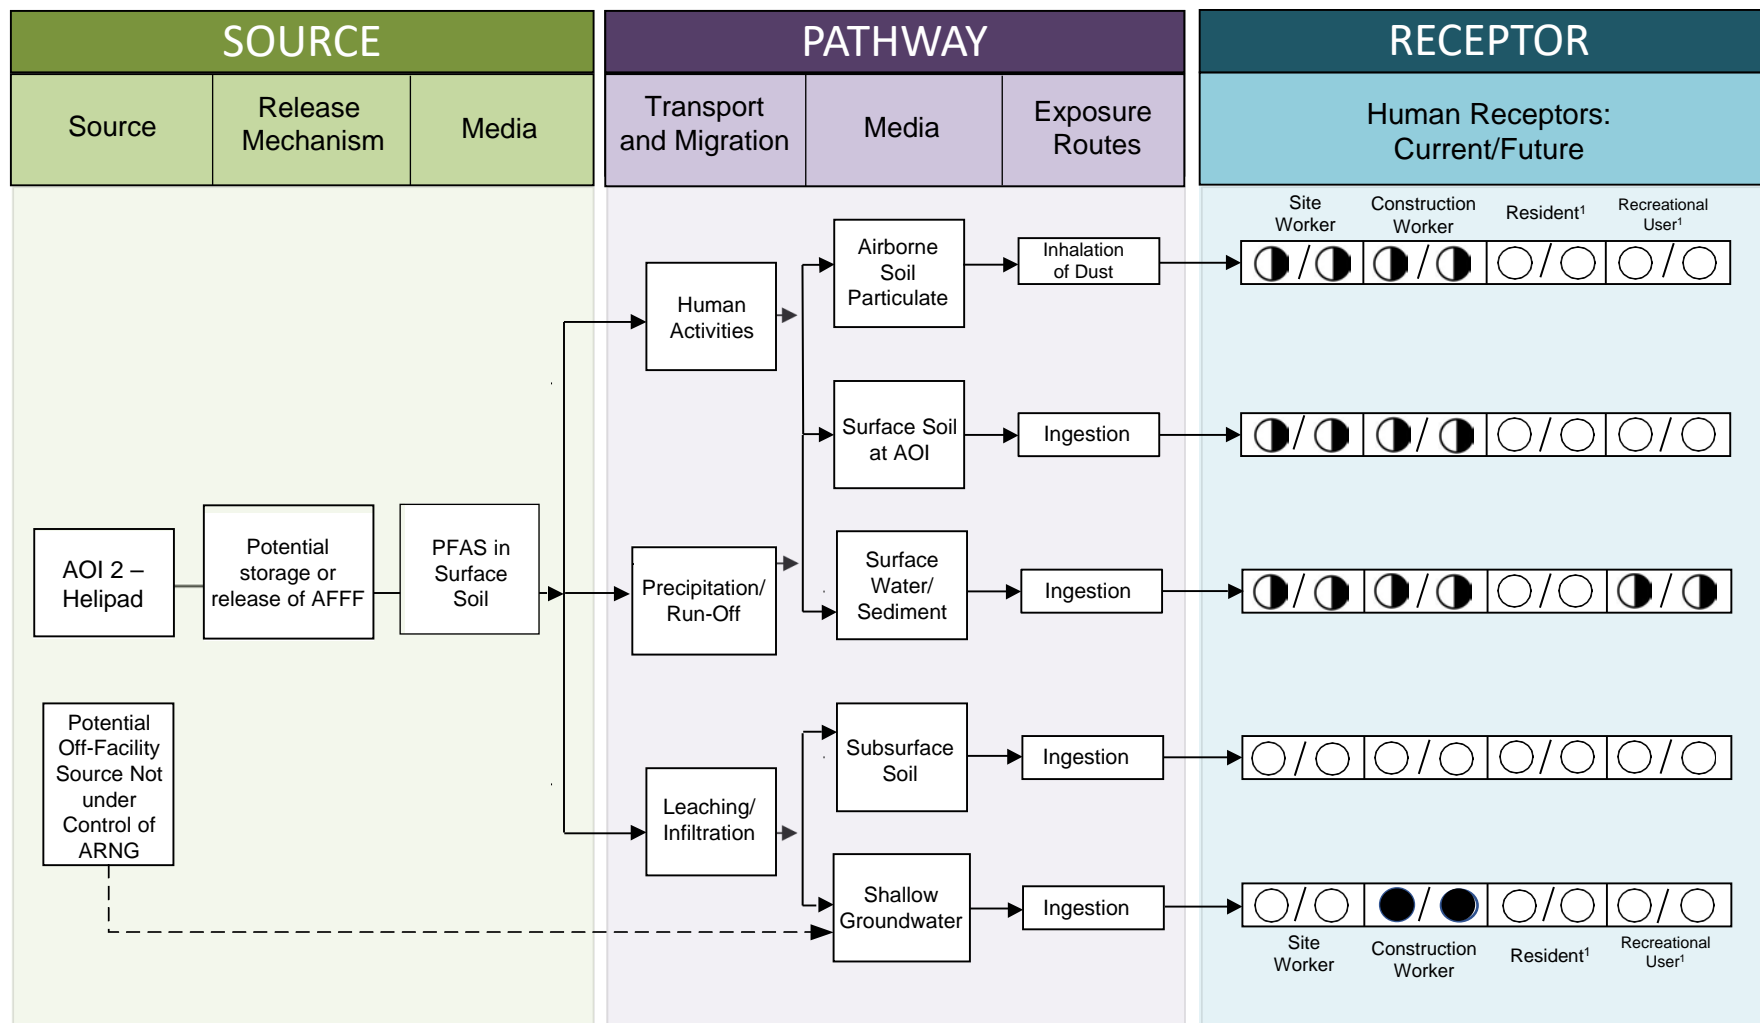 SOURCE
PATHWAY
RECEPTOR
Source
Release
Mechanism
Media
Transport
and Migration
Media
Exposure
Routes
Human Receptors:
Current/Future
Site
Worker
Construction
Worker
Resident¹
Recreational
User¹
Airborne
Soil
Particulate
Inhalation
of Dust
/ / / /
Human
Activities
Surface Soil
at AOI
Ingestion
/ / / /
AOI 2 –
Helipad
Potential
storage or
release of AFFF
PFAS in
Surface
Soil
Precipitation/
Run-Off
Surface
Water/
Sediment
Ingestion
/ / / /
Potential
Off-Facility
Source Not
under
Control of
ARNG
Leaching/
Infiltration
Subsurface
Soil
Ingestion
/ / / /
Shallow
Groundwater
Ingestion
/ / / /
Site
Worker
Construction
Worker
Resident¹
Recreational
User¹